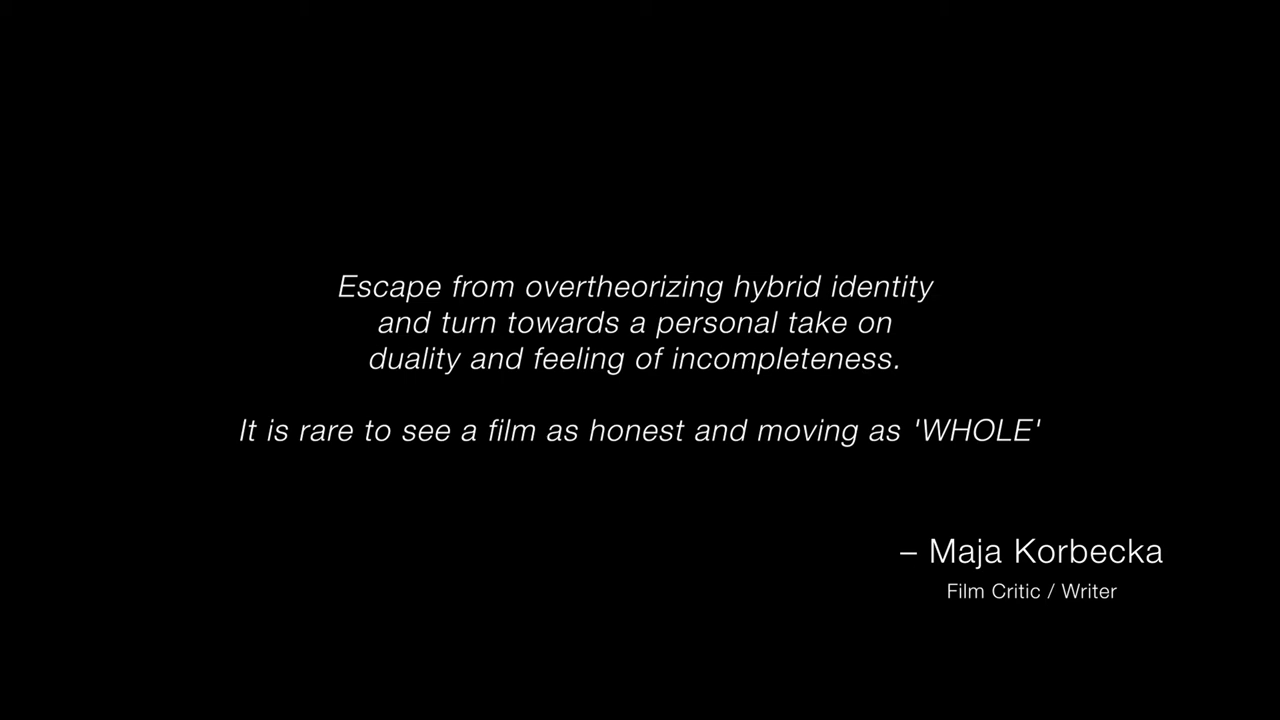 Escape from overtheorizing hybrid identity
and turn towards a personal take on
duality and feeling of incompleteness.
It is rare to see a film as honest and moving as 'WHOLE'
– Maja Korbecka
Film Critic / Writer